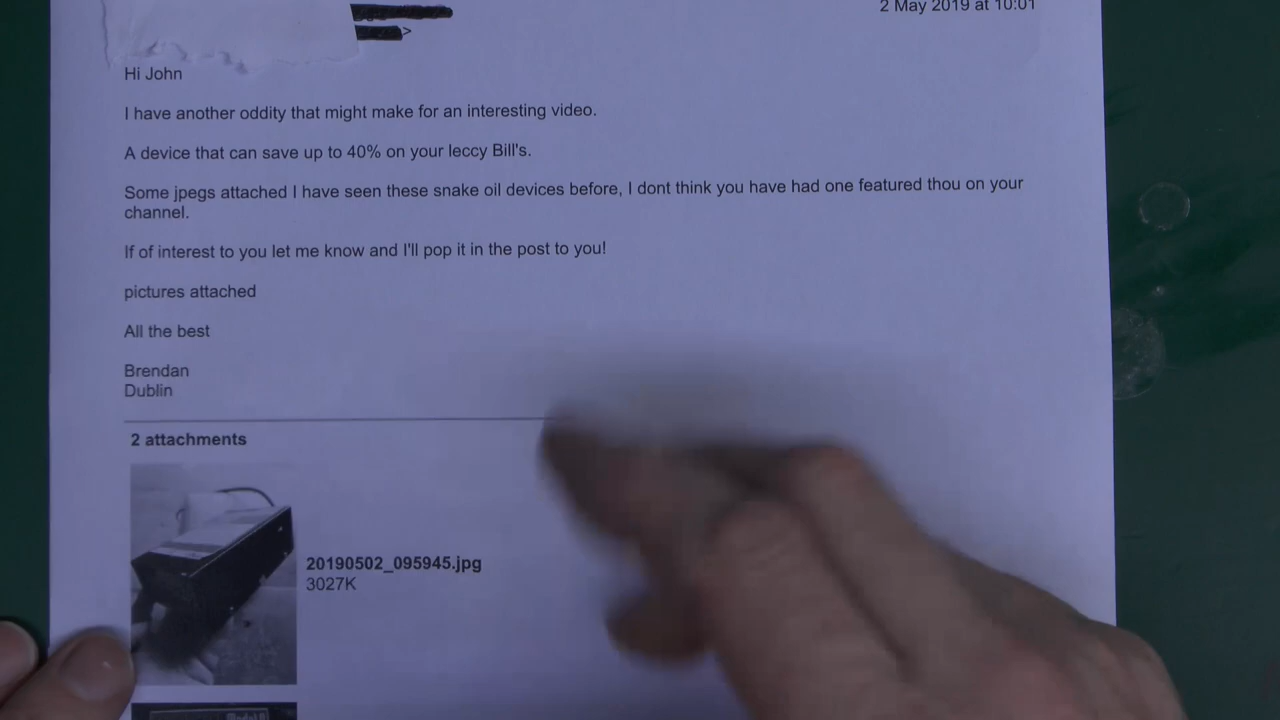 2 May 2019 at 10:01
>
Hi John
I have another oddity that might make for an interesting video.
A device that can save up to 40% on your leccy Bill's.
Some jpegs attached I have seen these snake oil devices before, I dont think you have had one featured thou on your
channel.
If of interest to you let me know and I'll pop it in the post to you!
pictures attached
All the best
Brendan
Dublin
2 attachments
20190502_095945.jpg
3027K